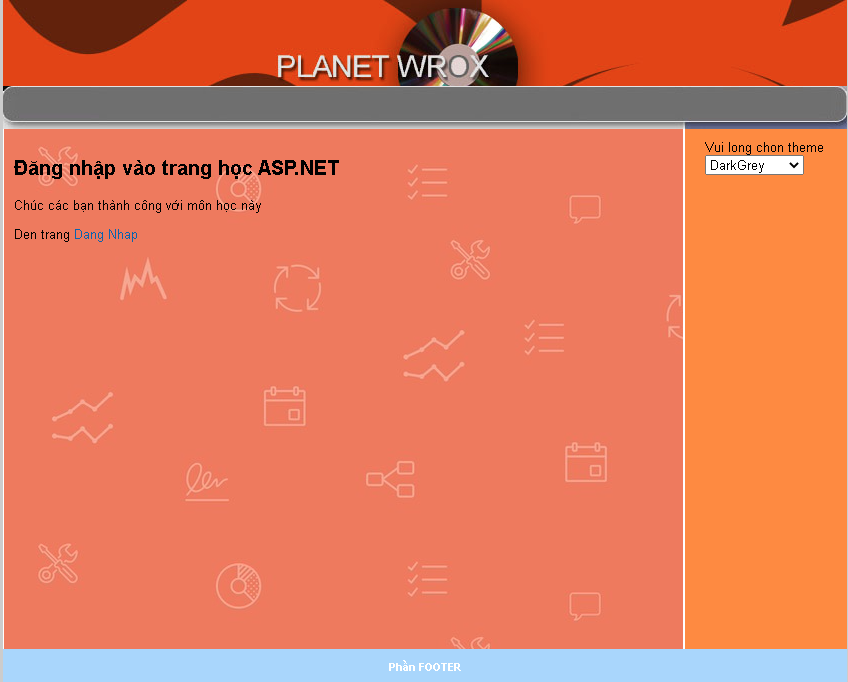 PLANET WROX
Đăng nhập vào trang học ASP.NET
Chúc các bạn thành công với môn học này
Den trang Dang Nhap
Vui long chon theme
DarkGrey
Phần FOOTER